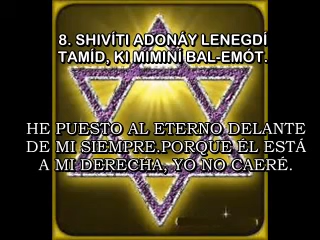 8. SHIVÍTI ADONÁY LENEGDÍ
TAMÍD, KI MIMINÍ BAL-EMÓT.
HE PUESTO AL ETERNO DELANTE
DE MI SIEMPRE.PORQUE ÉL ESTÁ
A MI DERECHA, YO NO CAERÉ.